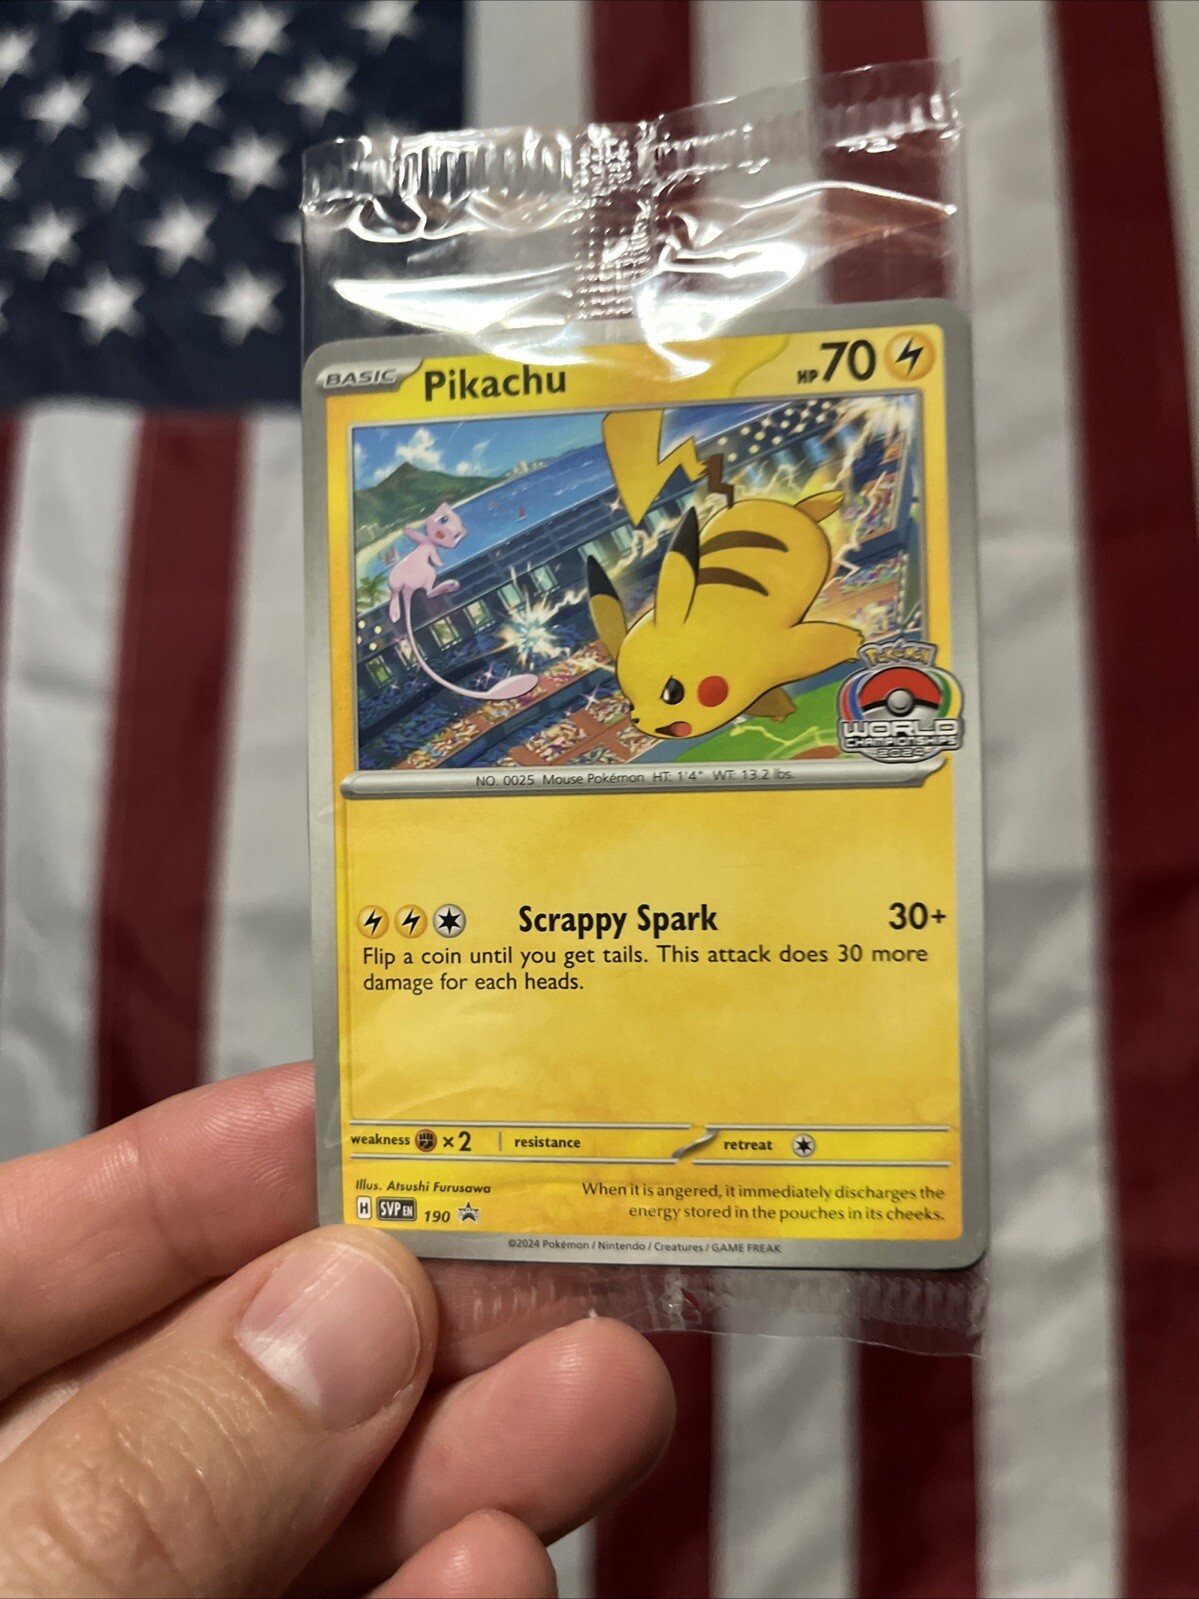 BASIC Pikachu HP 70
Pokémon
WORLD
CHAMPIONSHIPS
2024
NO. 0025 Mouse Pokémon HT: 1'4" WT: 13.2 lbs.
Scrappy Spark 30+
Flip a coin until you get tails. This attack does 30 more
damage for each heads.
weakness ×2 resistance retreat
Illus. Atsushi Furusawa
H SVP EN 190
When it is angered, it immediately discharges the
energy stored in the pouches in its cheeks.
©2024 Pokémon / Nintendo / Creatures / GAME FREAK